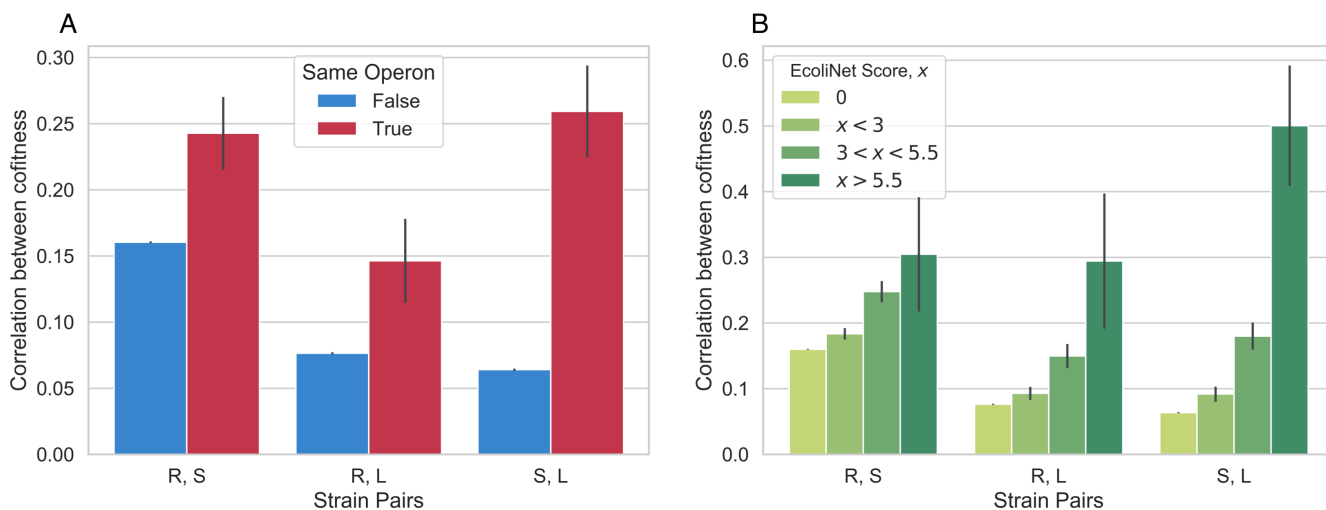 A
Correlation between cofitness
0.30
0.25
0.20
0.15
0.10
0.05
0.00
Same Operon
False
True
R, S
R, L
S, L
Strain Pairs
B
Correlation between cofitness
0.6
0.5
0.4
0.3
0.2
0.1
0.0
EcoliNet Score, x
0
x < 3
3 < x < 5.5
x > 5.5
R, S
R, L
S, L
Strain Pairs